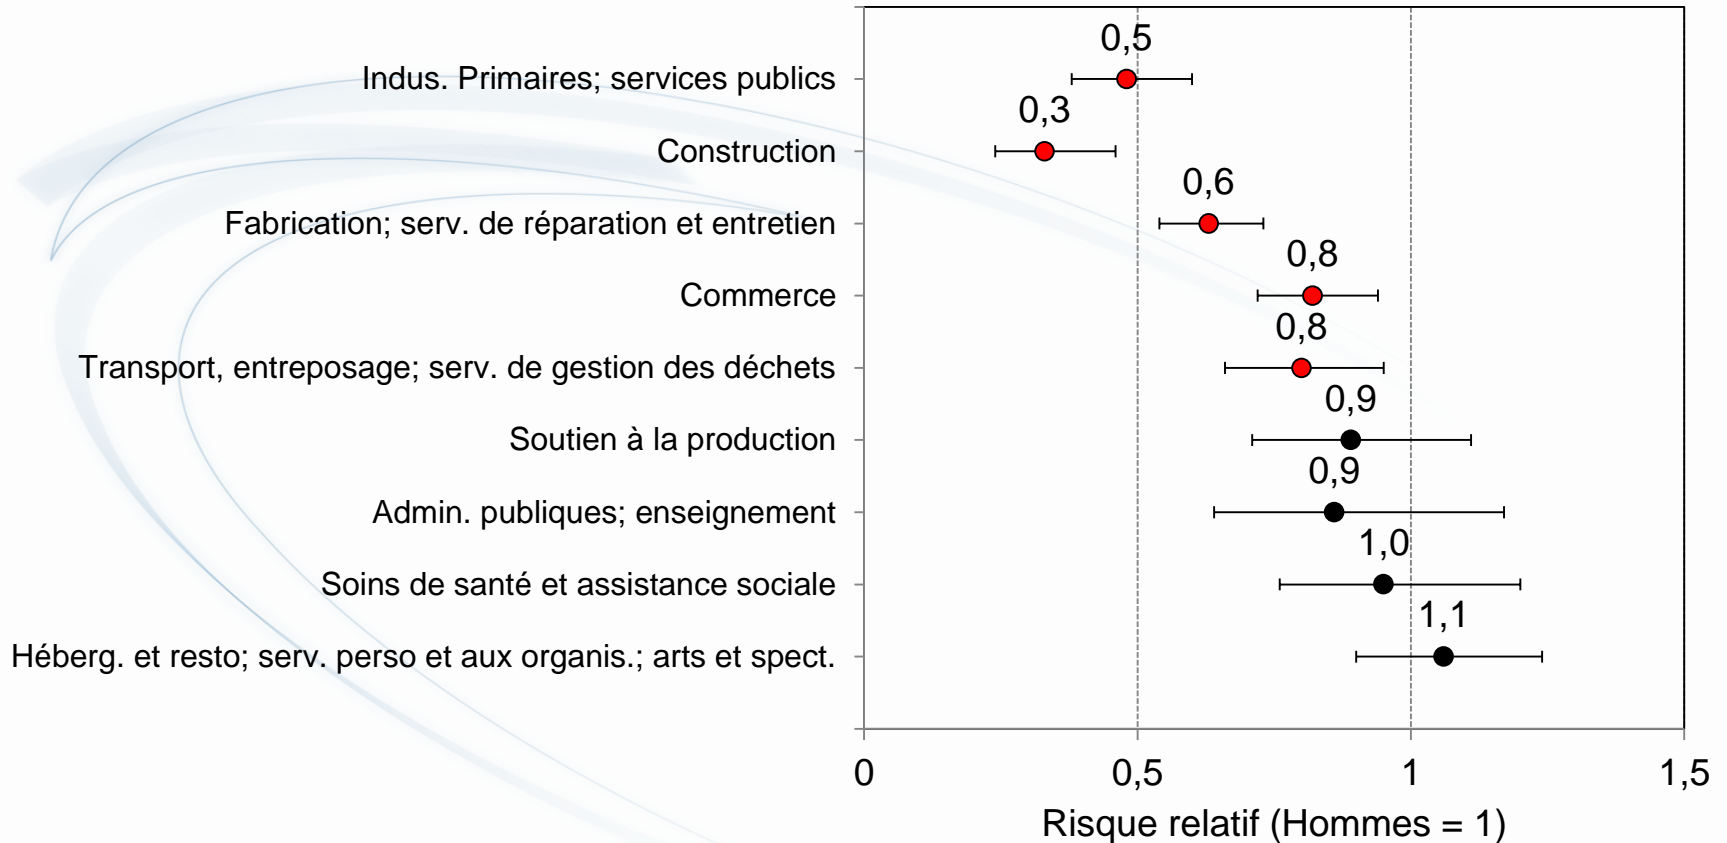 0,5
Indus. Primaires; services publics
0,3
Construction
0,6
Fabrication; serv. de réparation et entretien
0,8
Commerce
0,8
Transport, entreposage; serv. de gestion des déchets
0,9
Soutien à la production
0,9
Admin. publiques; enseignement
1,0
Soins de santé et assistance sociale
1,1
Héberg. et resto; serv. perso et aux organis.; arts et spect.
0 0,5 1 1,5
Risque relatif (Hommes = 1)